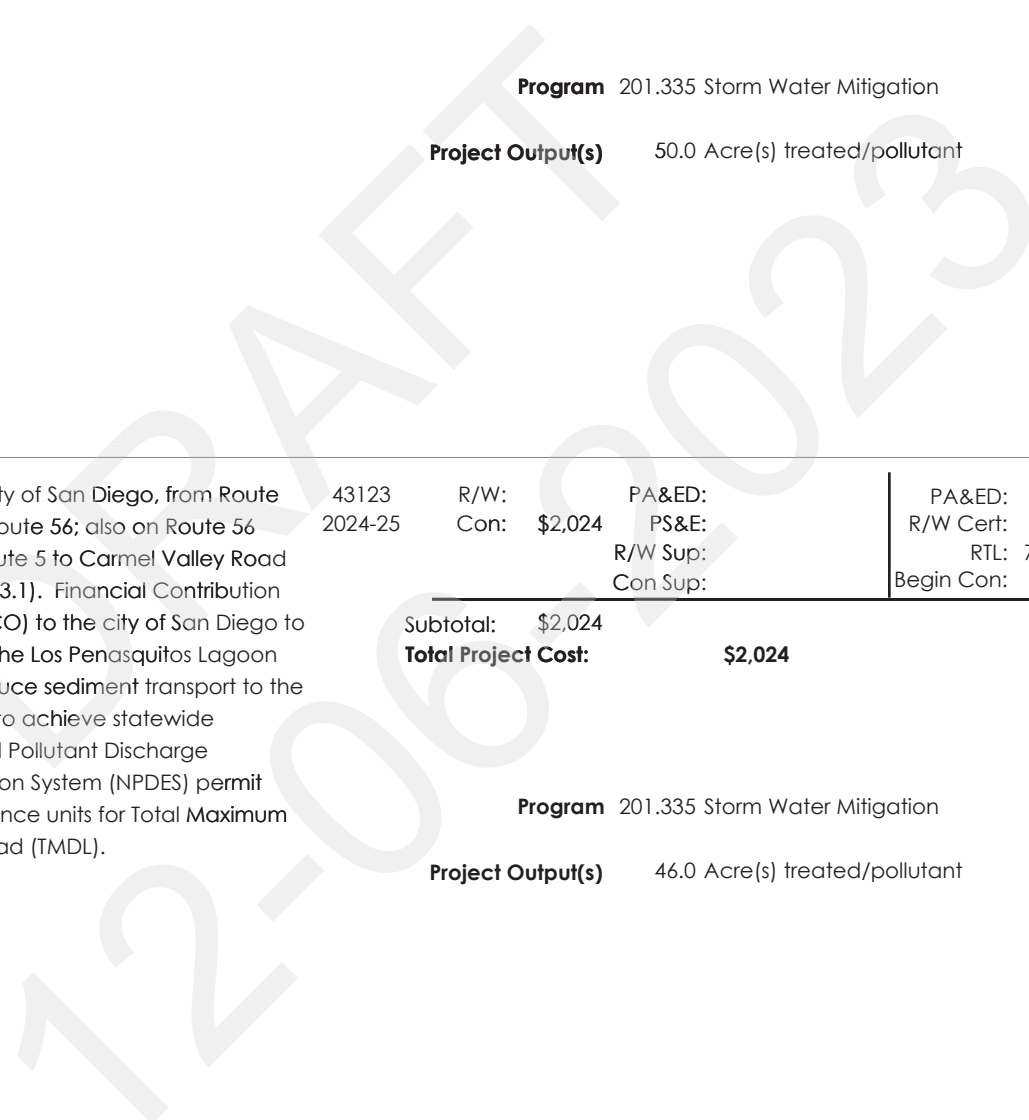 Program 201.335 Storm Water Mitigation
Project Output(s) 50.0 Acre(s) treated/pollutant
ty of San Diego, from Route 43123 R/W: PA&ED: PA&ED:
oute 56; also on Route 56 2024-25 Con: $2,024 PS&E: R/W Cert:
ute 5 to Carmel Valley Road R/W Sup: RTL: 7
3.1). Financial Contribution Con Sup: Begin Con:
CO) to the city of San Diego to Subtotal: $2,024
he Los Penasquitos Lagoon Total Project Cost: $2,024
uce sediment transport to the
to achieve statewide
l Pollutant Discharge
on System (NPDES) permit
nce units for Total Maximum Program 201.335 Storm Water Mitigation
ad (TMDL).
Project Output(s) 46.0 Acre(s) treated/pollutant
DRAFT
12-06-2023